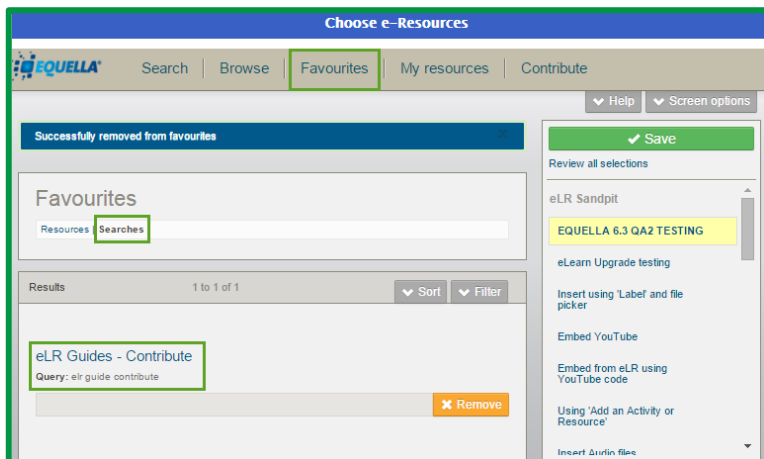 Choose e-Resources
EQUELLA Search Browse Favourites My resources Contribute
Help Screen options
Successfully removed from favourites
Save
Review all selections
Favourites
Resources | Searches
eLR Sandpit
EQUELLA 6.3 QA2 TESTING
eLearn Upgrade testing
Insert using 'Label' and file
picker
Embed YouTube
Embed from eLR using
YouTube code
Using 'Add an Activity or
Resource'
Insert Audio files
Results 1 to 1 of 1 Sort Filter
eLR Guides - Contribute
Query: elr guide contribute
Remove